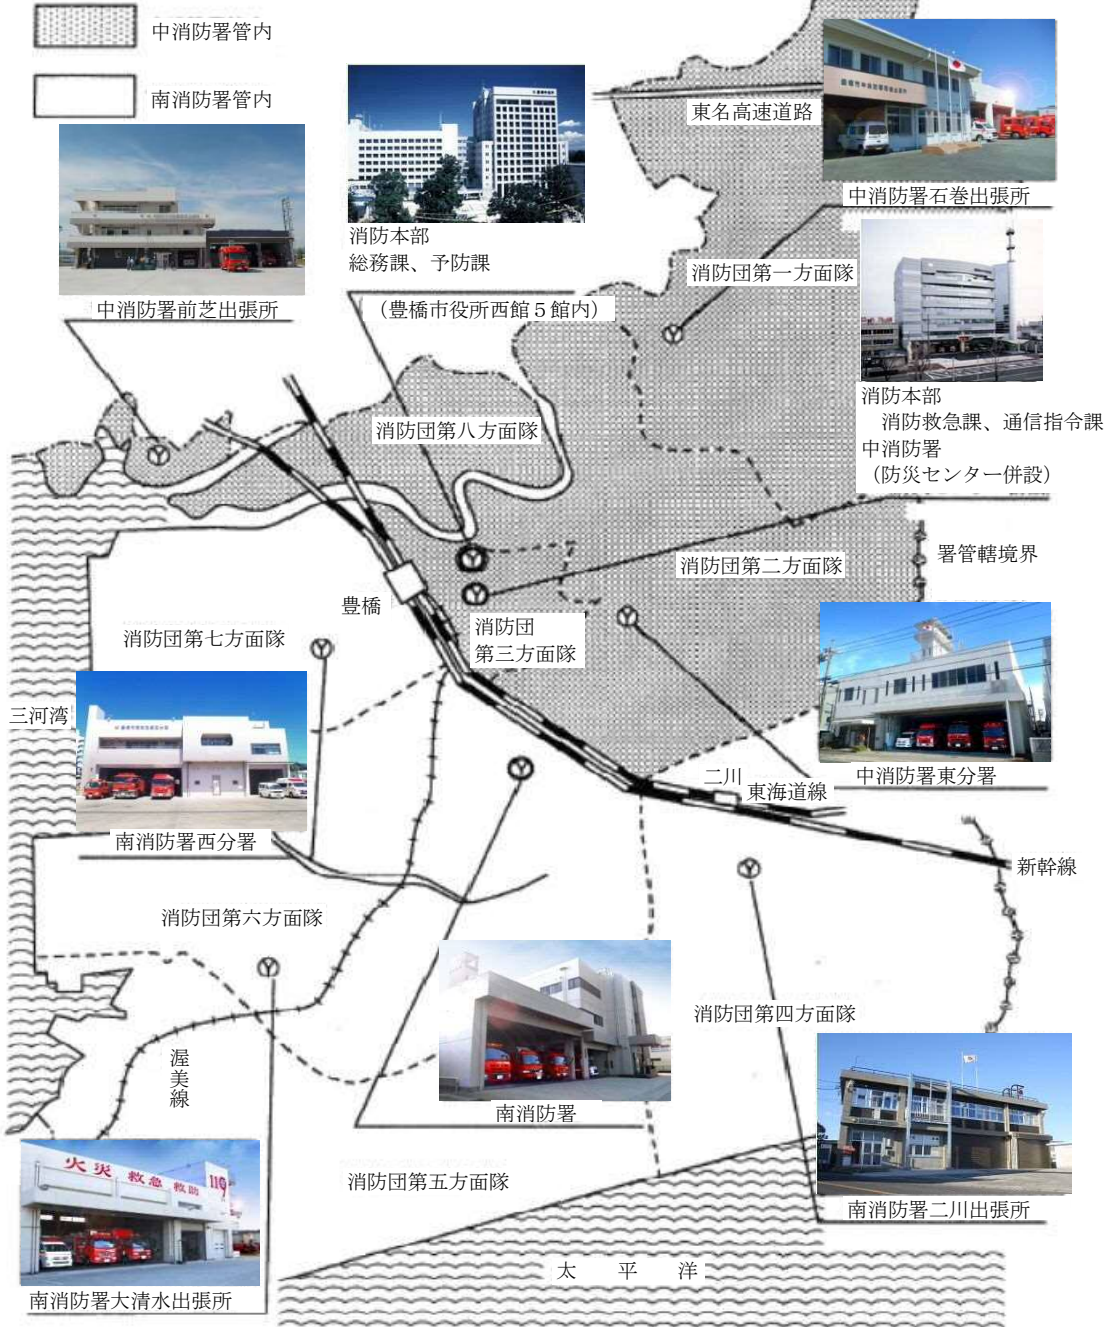 中消防署管内
南消防署管内
東名高速道路
中消防署石巻出張所
消防本部
総務課、予防課
（豊橋市役所西館５館内）
中消防署前芝出張所
消防団第一方面隊
消防本部
消防救急課、通信指令課
中消防署
（防災センター併設）
消防団第八方面隊
署管轄境界
消防団第二方面隊
豊橋
消防団
第三方面隊
消防団第七方面隊
三河湾
南消防署西分署
中消防署東分署
二川
東海道線
新幹線
消防団第六方面隊
消防団第四方面隊
渥美線
南消防署
消防団第五方面隊
火災 救急 救助 119
南消防署二川出張所
太平洋
南消防署大清水出張所